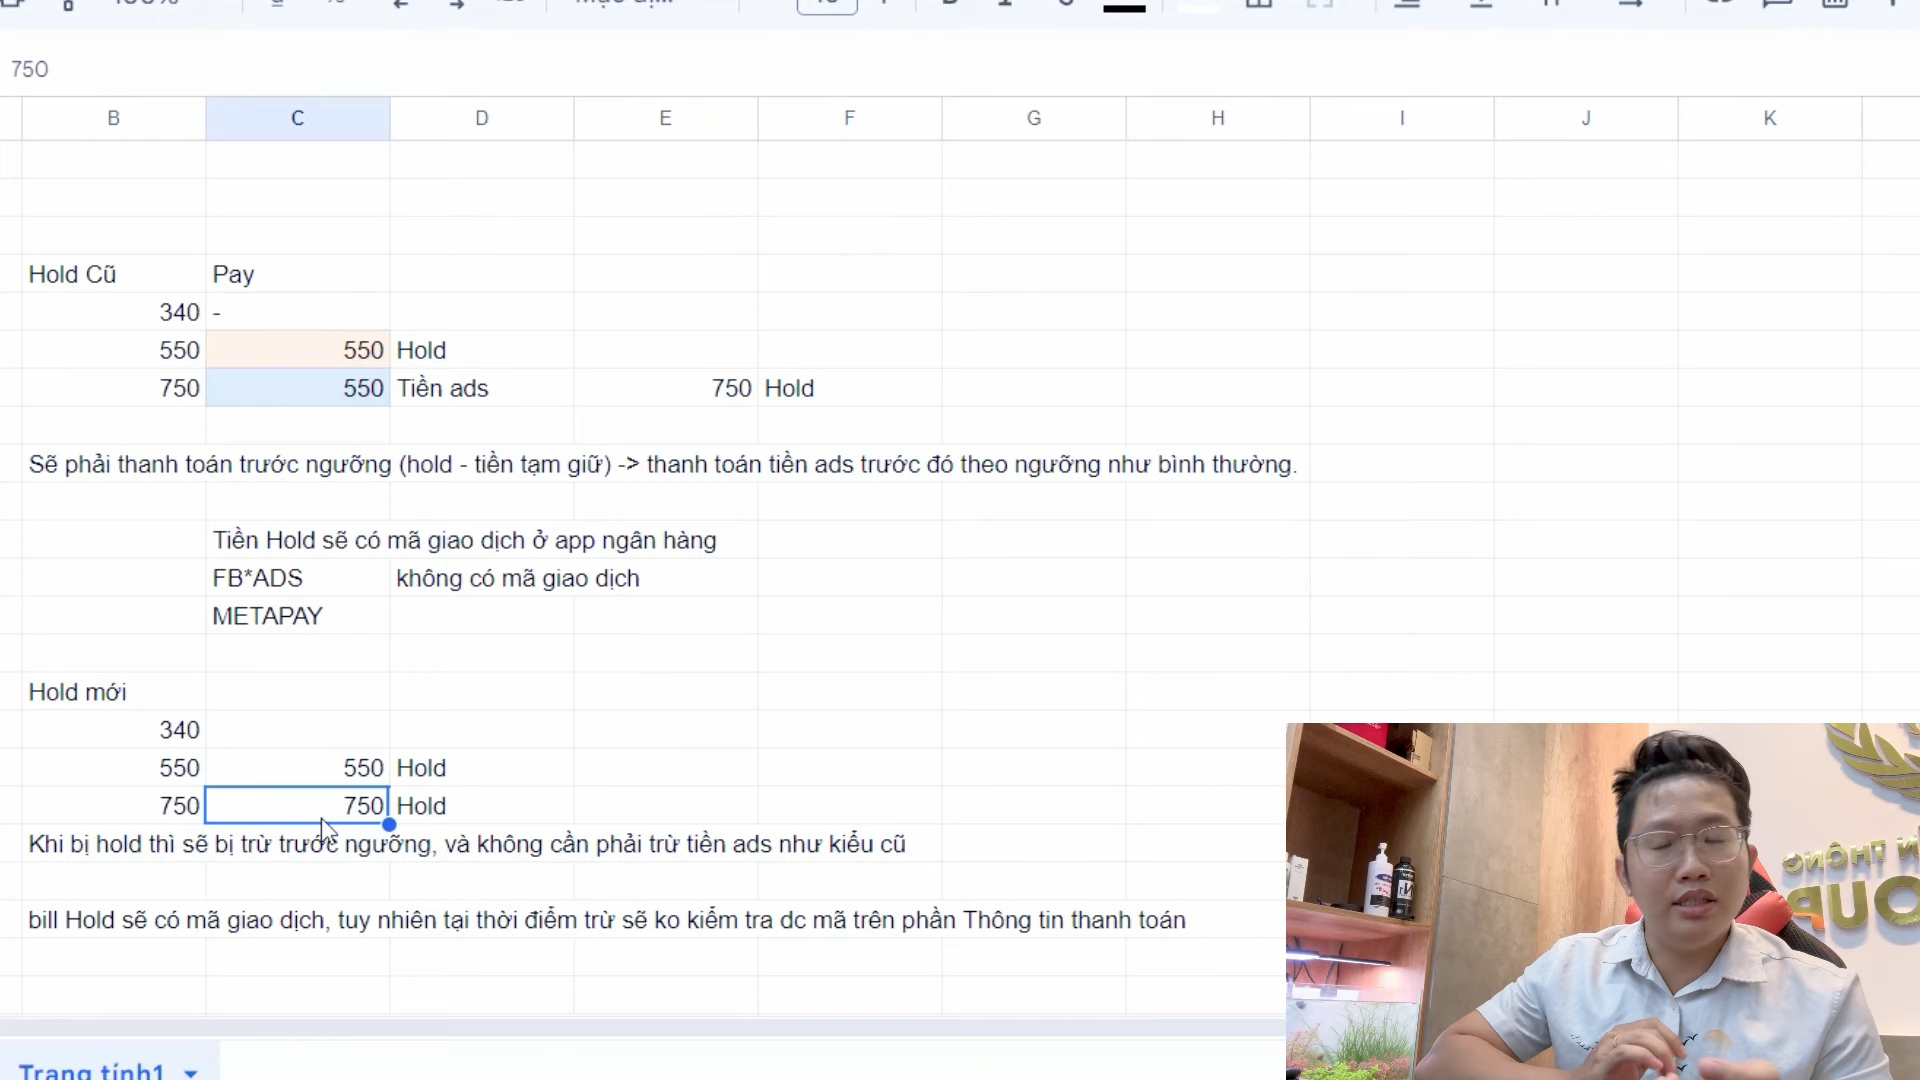 750
B C D E F G H I J K
Hold Cũ Pay
340 -
550 550 Hold
750 550 Tiền ads 750 Hold
Sẽ phải thanh toán trước ngưỡng (hold - tiền tạm giữ) -> thanh toán tiền ads trước đó theo ngưỡng như bình thường.
Tiền Hold sẽ có mã giao dịch ở app ngân hàng
FB*ADS không có mã giao dịch
METAPAY
Hold mới
340
550 550 Hold
750 750 Hold
Khi bị hold thì sẽ bị trừ trước ngưỡng, và không cần phải trừ tiền ads như kiểu cũ
bill Hold sẽ có mã giao dịch, tuy nhiên tại thời điểm trừ sẽ ko kiểm tra dc mã trên phần Thông tin thanh toán
Trang tính1